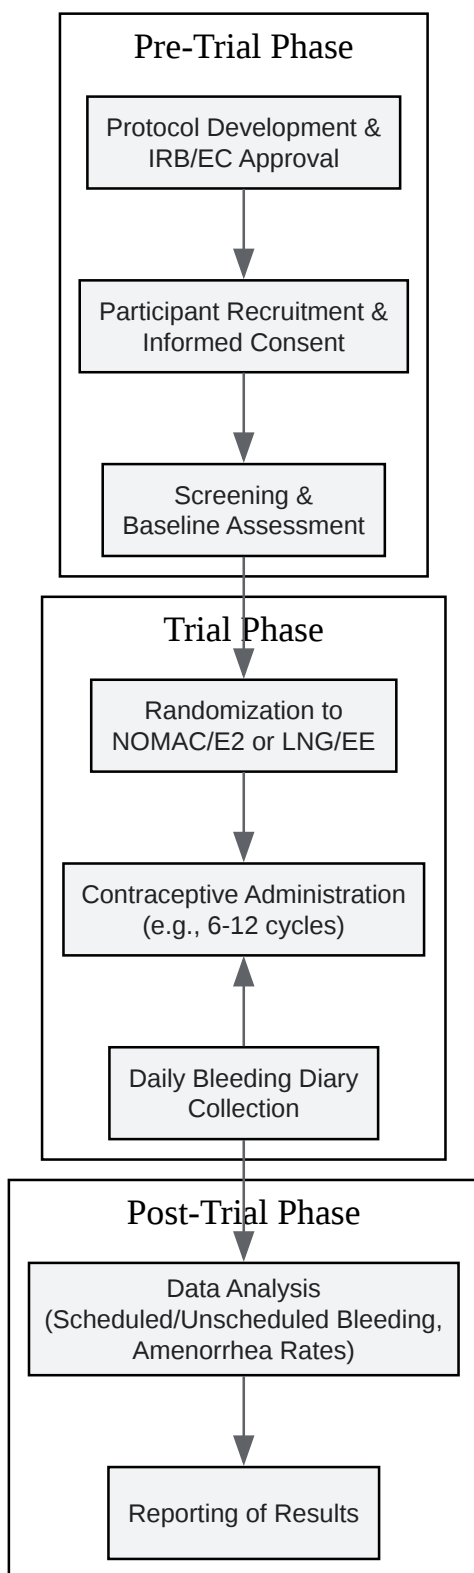 Pre-Trial Phase
Protocol Development &
IRB/EC Approval
Participant Recruitment &
Informed Consent
Screening &
Baseline Assessment
Trial Phase
Randomization to
NOMAC/E2 or LNG/EE
Contraceptive Administration
(e.g., 6-12 cycles)
Daily Bleeding Diary
Collection
Post-Trial Phase
Data Analysis
(Scheduled/Unscheduled Bleeding,
Amenorrhea Rates)
Reporting of Results